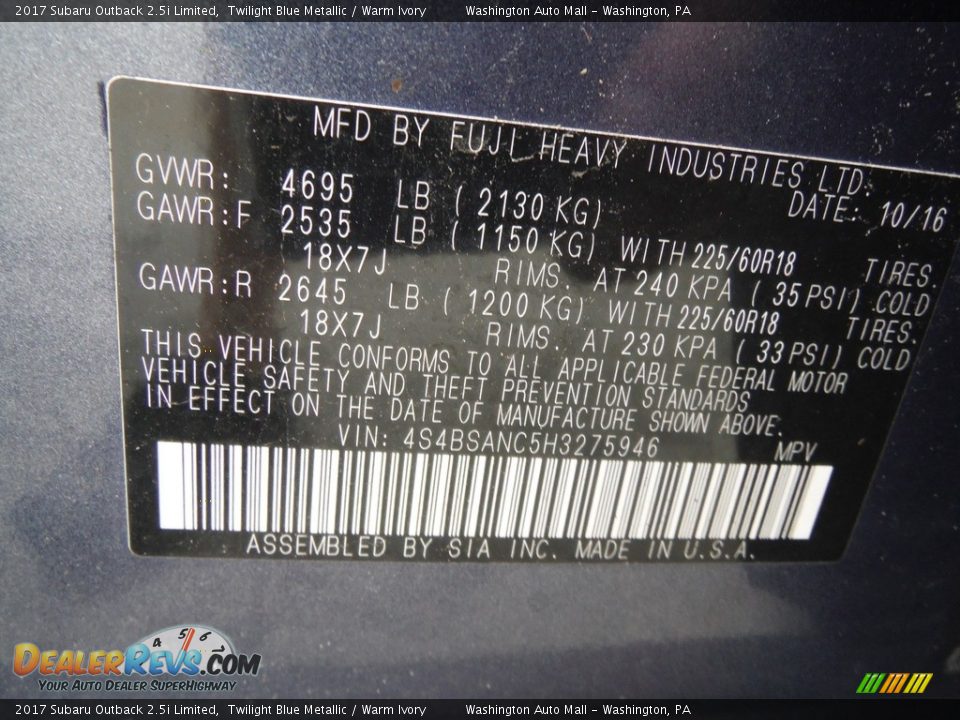 2017 Subaru Outback 2.5i Limited, Twilight Blue Metallic / Warm Ivory Washington Auto Mall - Washington, PA
MFD BY FUJI HEAVY INDUSTRIES LTD.
DATE: 10/16
GVWR: 4695 LB (2130 KG)
GAWR:F 2535 LB (1150 KG) WITH 225/60R18 TIRES.
18X7J RIMS. AT 240 KPA (35 PSI) COLD
GAWR:R 2645 LB (1200 KG) WITH 225/60R18 TIRES.
18X7J RIMS. AT 230 KPA (33 PSI) COLD
THIS VEHICLE CONFORMS TO ALL APPLICABLE FEDERAL MOTOR
VEHICLE SAFETY AND THEFT PREVENTION STANDARDS
IN EFFECT ON THE DATE OF MANUFACTURE SHOWN ABOVE.
VIN: 4S4BSANC5H3275946 MPV
ASSEMBLED BY SIA INC. MADE IN U.S.A.
4 5 6
DEALERREVS.COM
YOUR AUTO DEALER SUPERHIGHWAY
2017 Subaru Outback 2.5i Limited, Twilight Blue Metallic / Warm Ivory Washington Auto Mall - Washington, PA